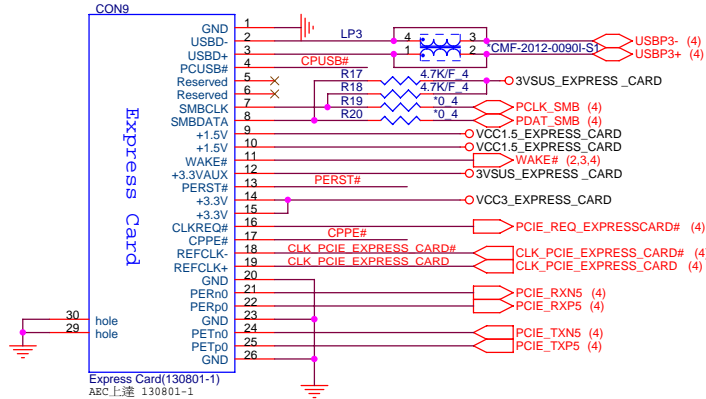 CON9
GND 1
USBD- 2
USBD+ 3
PCUSB# 4
Reserved 5
Reserved 6
SMBCLK 7
SMBDATA 8
+1.5V 9
+1.5V 10
WAKE# 11
+3.3VAUX 12
PERST# 13
+3.3V 14
+3.3V 15
CLKREQ# 16
CPPE# 17
REFCLK- 18
REFCLK+ 19
GND 20
PERn0 21
PERp0 22
GND 23
PETn0 24
PETp0 25
GND 26
30 hole
29 hole
Express Card
Express Card(130801-1)
AEC上達 130801-1
LP3
4 3
1 2
*CMF-2012-0090I-S1
USBP3- (4)
USBP3+ (4)
CPUSB#
R17 4.7K/F_4
R18 4.7K/F_4
3VSUS_EXPRESS _CARD
R19 *0_4 PCLK_SMB (4)
R20 *0_4 PDAT_SMB (4)
VCC1.5_EXPRESS_CARD
VCC1.5_EXPRESS_CARD
WAKE# (2,3,4)
3VSUS_EXPRESS _CARD
PERST#
VCC3_EXPRESS_CARD
PCIE_REQ_EXPRESSCARD# (4)
CPPE#
CLK_PCIE_EXPRESS_CARD# CLK_PCIE_EXPRESS_CARD# (4)
CLK_PCIE_EXPRESS_CARD CLK_PCIE_EXPRESS_CARD (4)
PCIE_RXN5 (4)
PCIE_RXP5 (4)
PCIE_TXN5 (4)
PCIE_TXP5 (4)